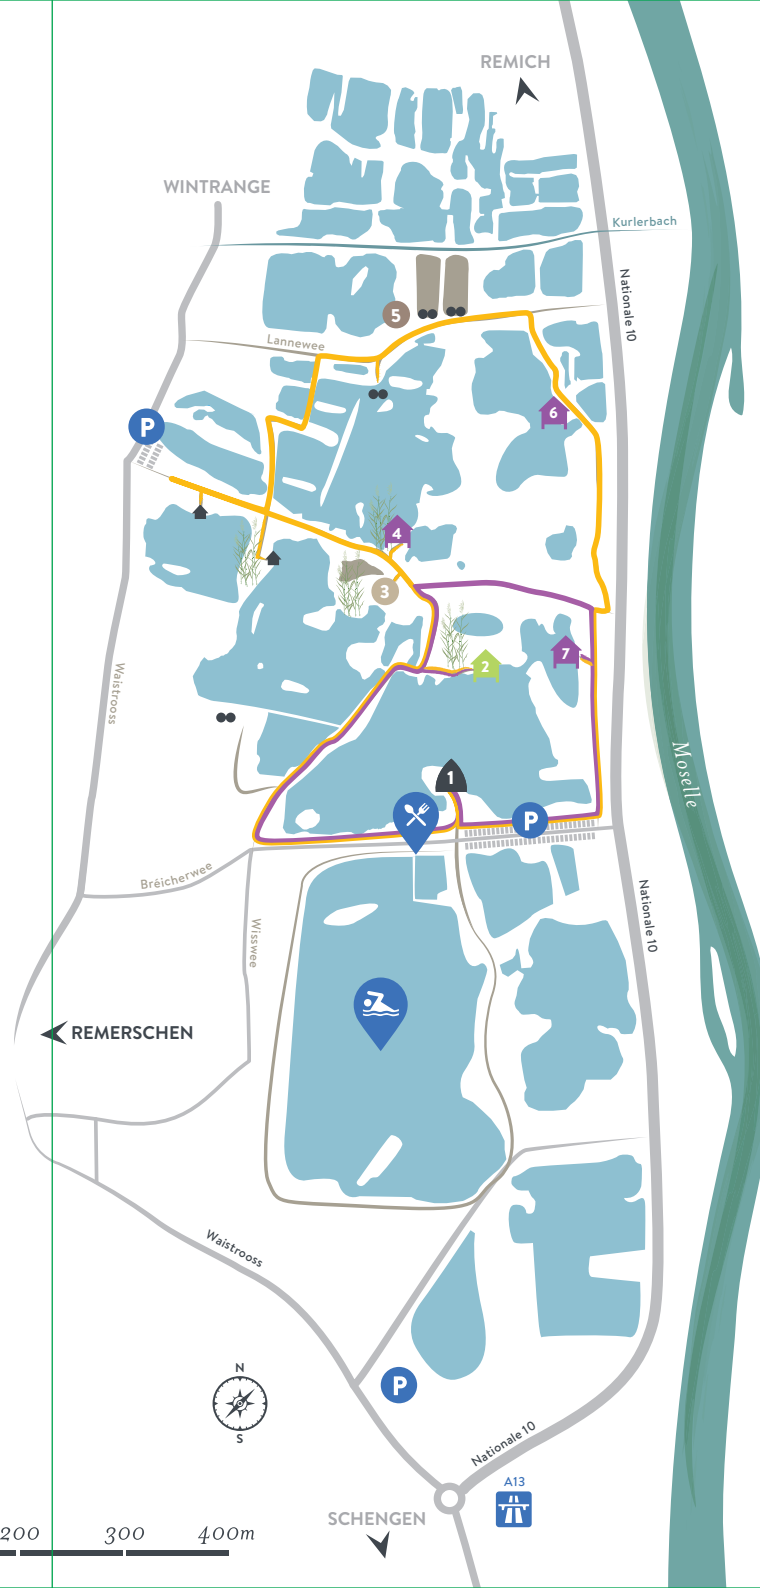 REMICH
WINTRANGE
Kurlerbach
Nationale 10
5
Lannewee
6
P
4
3
7
2
Waistrooss
Moselle
1
P
Bréicherwee
Wisswee
Nationale 10
REMERSCHEN
Waistrooss
N
S
P
Nationale 10
A13
SCHENGEN
200 300 400m